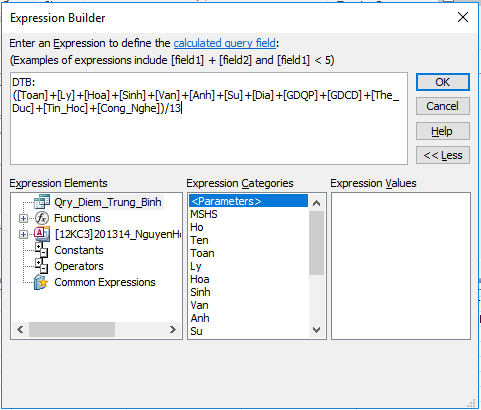 Expression Builder
Enter an Expression to define the calculated query field:
(Examples of expressions include [field1] + [field2] and [field1] < 5)
DTB:
([Toan]+[Ly]+[Hoa]+[Sinh]+[Van]+[Anh]+[Su]+[Dia]+[GDQP]+[GDCD]+[The_
Duc]+[Tin_Hoc]+[Cong_Nghe])/13
OK
Cancel
Help
<< Less
Expression Elements
Qry_Diem_Trung_Binh
Functions
[12KC3]201314_NguyenHo
Constants
Operators
Common Expressions
Expression Categories
<Parameters>
MSHS
Ho
Ten
Toan
Ly
Hoa
Sinh
Van
Anh
Su
Expression Values